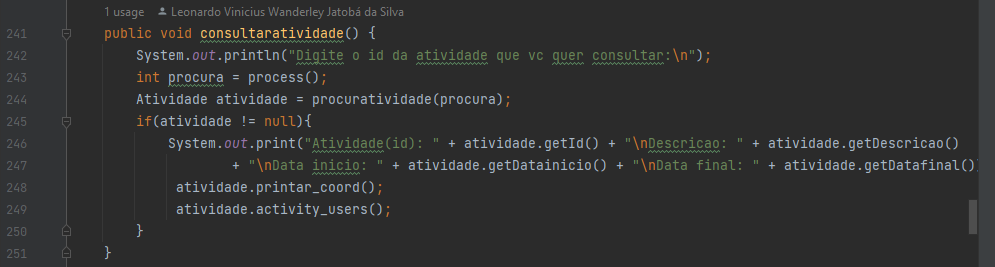 1 usage Leonardo Vinicius Wanderley Jatobá da Silva
241 public void consultaratividade() {
242 System.out.println("Digite o id da atividade que vc quer consultar:\n");
243 int procura = process();
244 Atividade atividade = procuratividade(procura);
245 if(atividade != null){
246 System.out.print("Atividade(id): " + atividade.getId() + "\nDescricao: " + atividade.getDescricao()
247 + "\nData inicio: " + atividade.getDatainicio() + "\nData final: " + atividade.getDatafinal())
248 atividade.printar_coord();
249 atividade.activity_users();
250 }
251 }